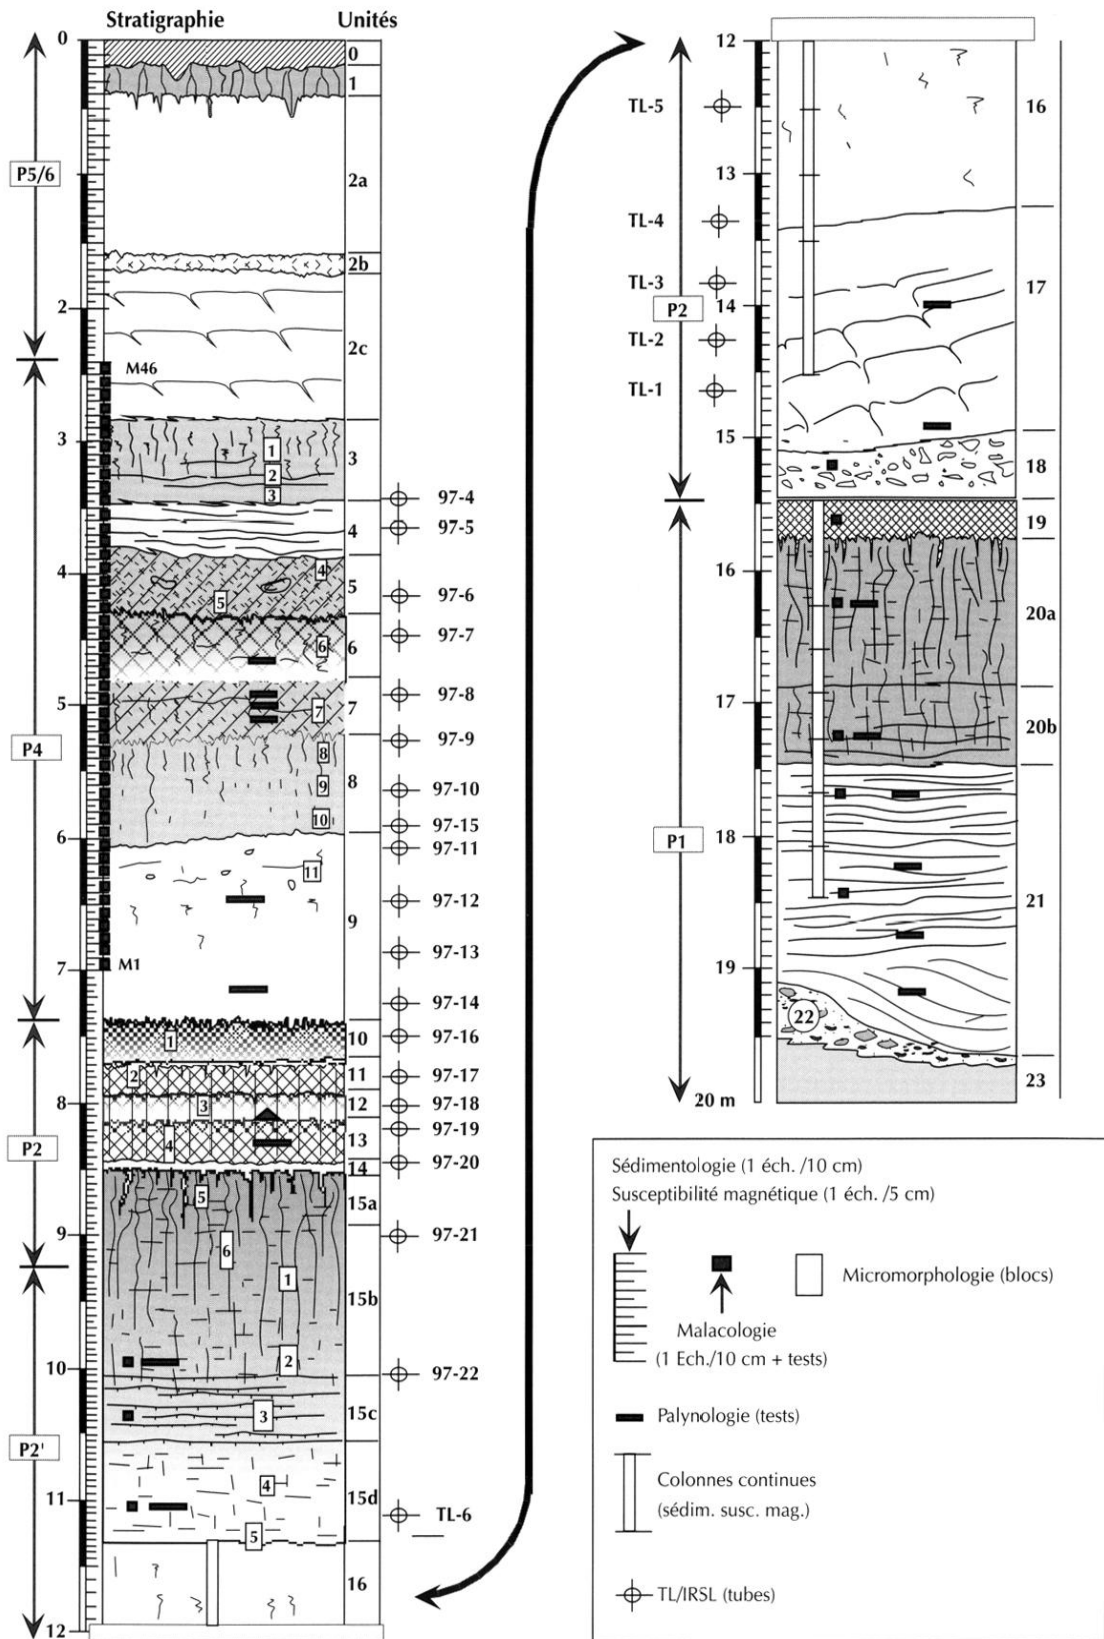 Stratigraphie Unités
0
2
3
4
5
6
7
8
9
10
11
12
P5/6
P4
P2
P2'
M46
M1
0
1
2a
2b
2c
3
4
5
6
7
8
9
10
11
12
13
14
15a
15b
15c
15d
16
1
2
3
4
5
6
7
8
9
10
11
1
2
3
4
5
6
1
2
3
4
5
97-4
97-5
97-6
97-7
97-8
97-9
97-10
97-15
97-11
97-12
97-13
97-14
97-16
97-17
97-18
97-19
97-20
97-21
97-22
TL-6
12
13
14
15
16
17
18
19
20 m
TL-5
TL-4
TL-3
TL-2
TL-1
P2
P1
16
17
18
19
20a
20b
21
22
23
Sédimentologie (1 éch. /10 cm)
Susceptibilité magnétique (1 éch. /5 cm)
Micromorphologie (blocs)
Malacologie
(1 Ech./10 cm + tests)
Palynologie (tests)
Colonnes continues
(sédim. susc. mag.)
TL/IRSL (tubes)